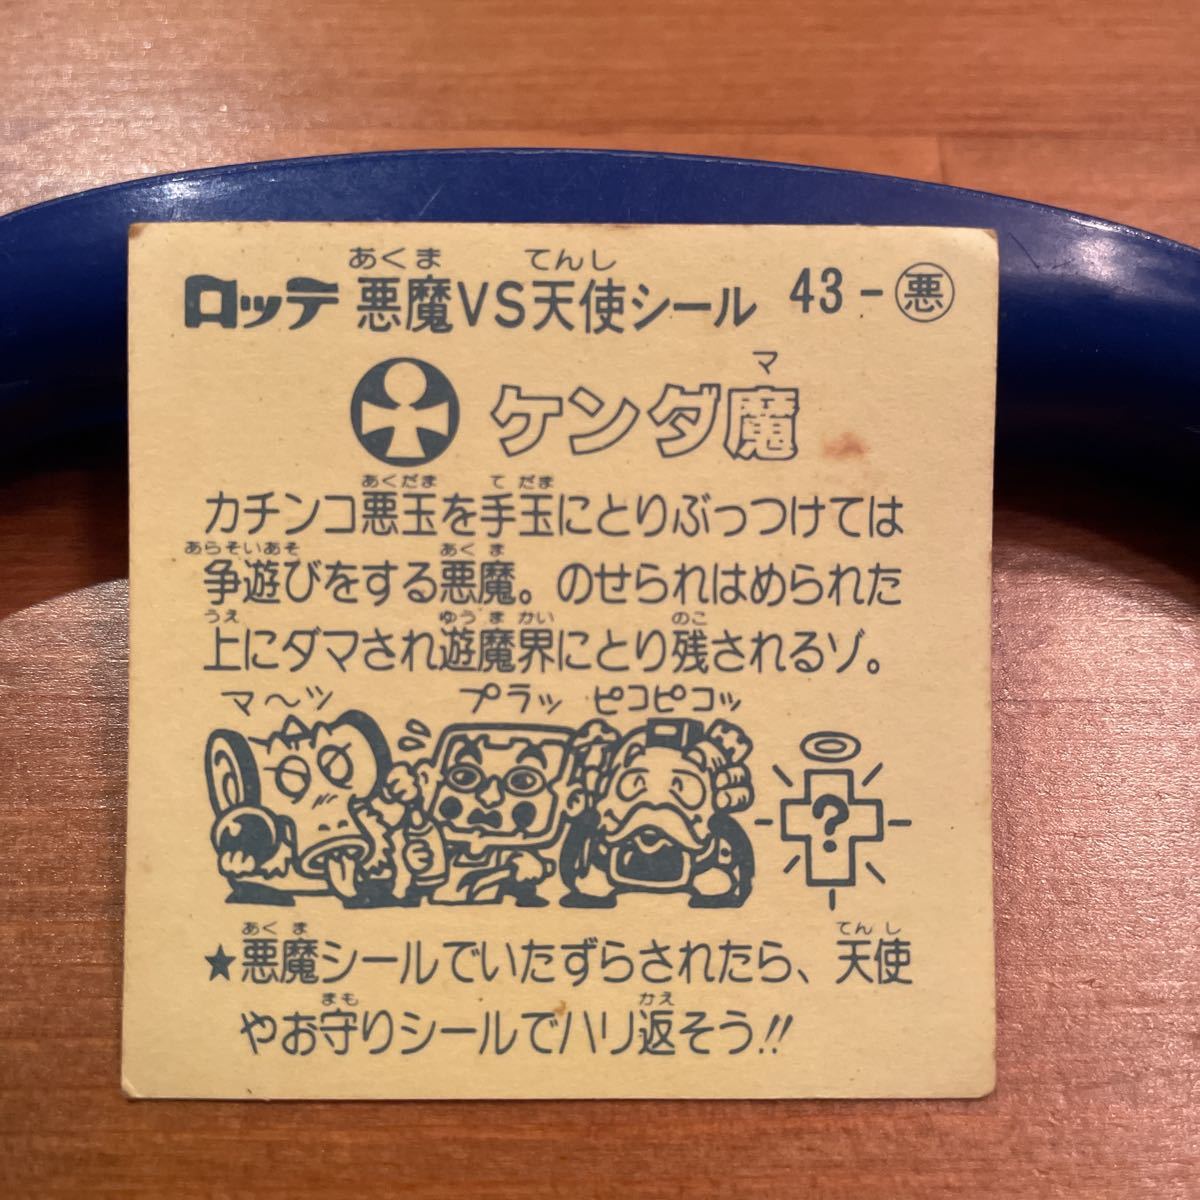 あくま てんし
ロッテ 悪魔VS天使シール 43-悪
マ
ケンダ魔
あくだま て だま
カチンコ悪玉を手玉にとりぶっつけては
あらそいあそ あく ま
争遊びをする悪魔。のせられはめられた
うえ ゆう ま かい のこ
上にダマされ遊魔界にとり残されるゾ。
マ〜ッ プラッ ピコピコッ
?
あく ま てん し
★悪魔シールでいたずらされたら、天使
まも かえ
やお守りシールでハリ返そう!!